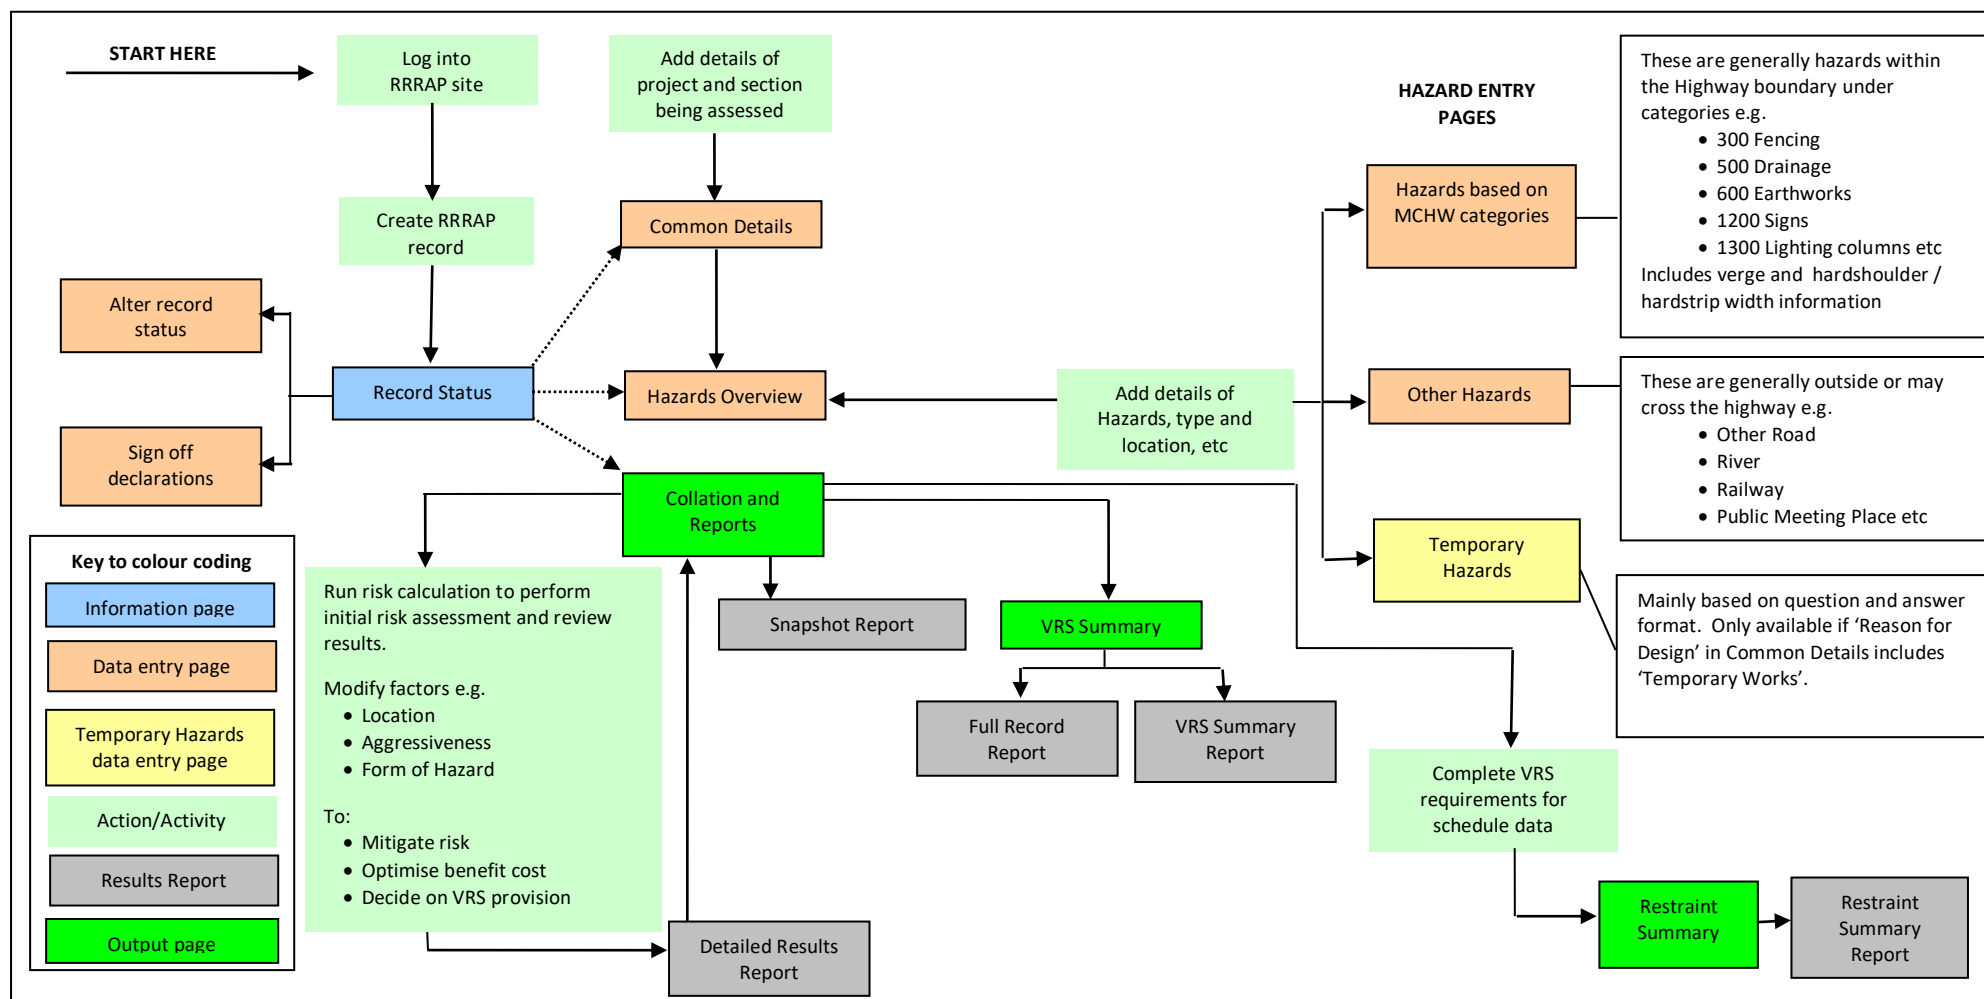 START HERE
Log into
RRRAP site
Add details of
project and section
being assessed
HAZARD ENTRY
PAGES
These are generally hazards within
the Highway boundary under
categories e.g.
• 300 Fencing
• 500 Drainage
• 600 Earthworks
• 1200 Signs
• 1300 Lighting columns etc
Includes verge and hardshoulder /
hardstrip width information
Hazards based on
MCHW categories
Create RRRAP
record
Common Details
Alter record
status
Record Status
Hazards Overview
Add details of
Hazards, type and
location, etc
Other Hazards
These are generally outside or may
cross the highway e.g.
• Other Road
• River
• Railway
• Public Meeting Place etc
Sign off
declarations
Collation and
Reports
Temporary
Hazards
Mainly based on question and answer
format. Only available if ‘Reason for
Design’ in Common Details includes
‘Temporary Works’.
Key to colour coding
Information page
Data entry page
Temporary Hazards
data entry page
Action/Activity
Results Report
Output page
Run risk calculation to perform
initial risk assessment and review
results.
Modify factors e.g.
• Location
• Aggressiveness
• Form of Hazard
To:
• Mitigate risk
• Optimise benefit cost
• Decide on VRS provision
Snapshot Report
VRS Summary
Full Record
Report
VRS Summary
Report
Complete VRS
requirements for
schedule data
Detailed Results
Report
Restraint
Summary
Restraint
Summary
Report